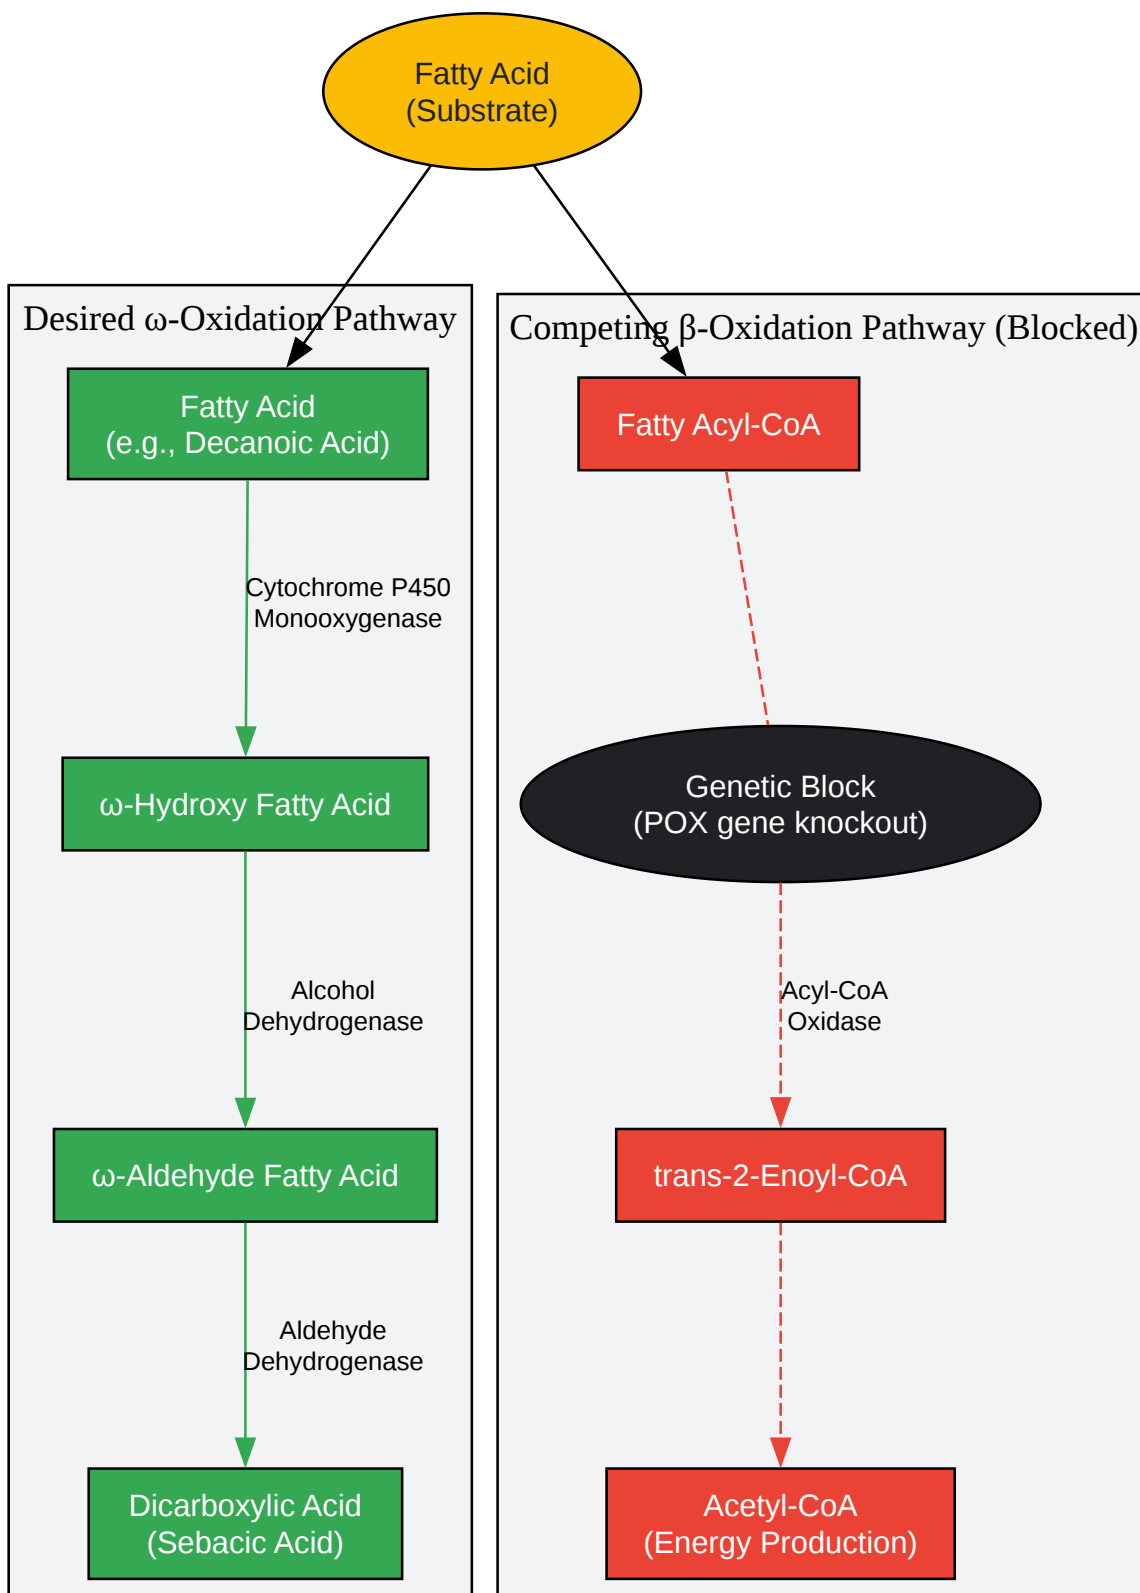 Fatty Acid
(Substrate)
Desired ω-Oxidation Pathway
Fatty Acid
(e.g., Decanoic Acid)
Cytochrome P450
Monooxygenase
ω-Hydroxy Fatty Acid
Alcohol
Dehydrogenase
ω-Aldehyde Fatty Acid
Aldehyde
Dehydrogenase
Dicarboxylic Acid
(Sebacic Acid)
Competing β-Oxidation Pathway (Blocked)
Fatty Acyl-CoA
Genetic Block
(POX gene knockout)
Acyl-CoA
Oxidase
trans-2-Enoyl-CoA
Acetyl-CoA
(Energy Production)